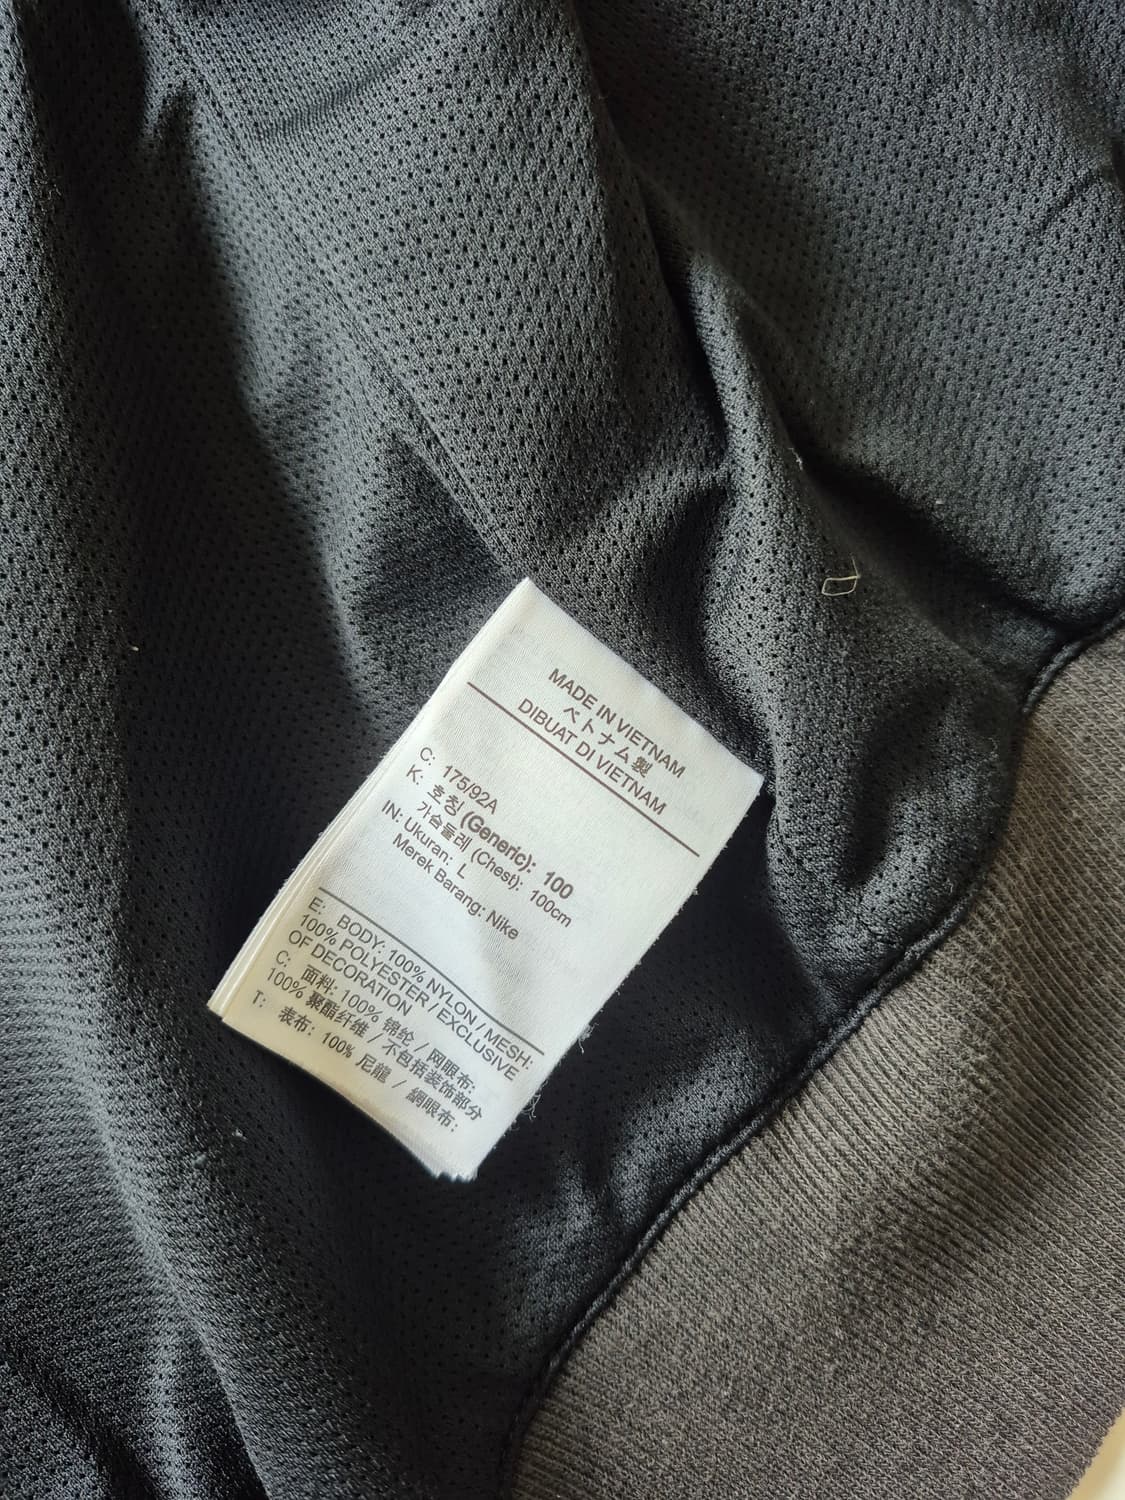 MADE IN VIETNAM
ベトナム製
DIBUAT DI VIETNAM
C: 175/92A
K: 호칭 (Generic): 100
가슴둘레 (Chest): 100cm
IN: Ukuran: L
Merek Barang: Nike
E: BODY: 100% NYLON / MESH:
100% POLYESTER / EXCLUSIVE
OF DECORATION
C: 面料: 100% 锦纶 / 网眼布:
100% 聚酯纤维 / 不包括装饰部分
T: 表布: 100% 尼龍 / 網眼布: